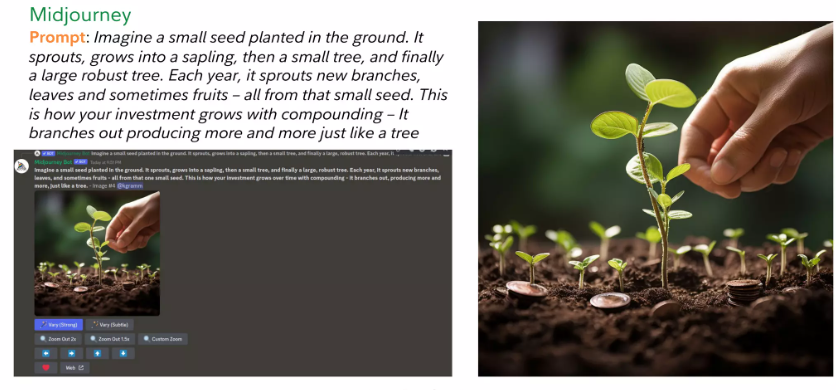 Midjourney
Prompt: Imagine a small seed planted in the ground. It
sprouts, grows into a sapling, then a small tree, and finally
a large robust tree. Each year, it sprouts new branches,
leaves and sometimes fruits – all from that small seed. This
is how your investment grows with compounding – It
branches out producing more and more just like a tree
Imagine a small seed planted in the ground. It sprouts, grows into a sapling, then a small tree, and finally a large, robust tree. Each year, it
Midjourney Bot BOT Today at
Imagine a small seed planted in the ground. It sprouts, grows into a sapling, then a small tree, and finally a large, robust tree. Each year, it sprouts new branches,
leaves, and sometimes fruits - all from that one small seed. This is how your investment grows over time with compounding - it branches out, producing more and
more, just like a tree. - Image #4
Vary (Strong) Vary (Subtle)
Zoom Out 2x Zoom Out 1.5x Custom Zoom
Web